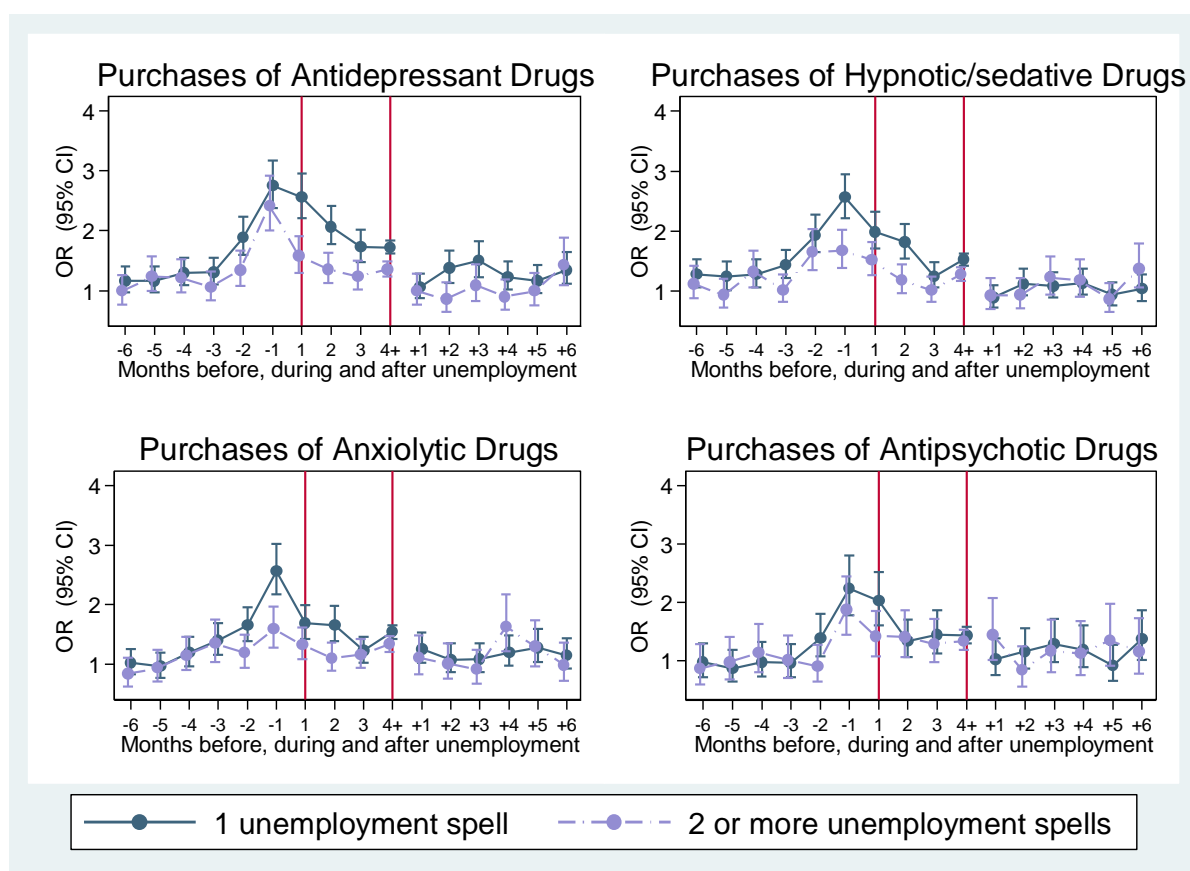 Purchases of Antidepressant Drugs
4
3
2
1
OR (95% CI)
-6 -5 -4 -3 -2 -1 1 2 3 4+ +1 +2 +3 +4 +5 +6
Months before, during and after unemployment
Purchases of Hypnotic/sedative Drugs
4
3
2
1
OR (95% CI)
-6 -5 -4 -3 -2 -1 1 2 3 4+ +1 +2 +3 +4 +5 +6
Months before, during and after unemployment
Purchases of Anxiolytic Drugs
4
3
2
1
OR (95% CI)
-6 -5 -4 -3 -2 -1 1 2 3 4+ +1 +2 +3 +4 +5 +6
Months before, during and after unemployment
Purchases of Antipsychotic Drugs
4
3
2
1
OR (95% CI)
-6 -5 -4 -3 -2 -1 1 2 3 4+ +1 +2 +3 +4 +5 +6
Months before, during and after unemployment
1 unemployment spell
2 or more unemployment spells